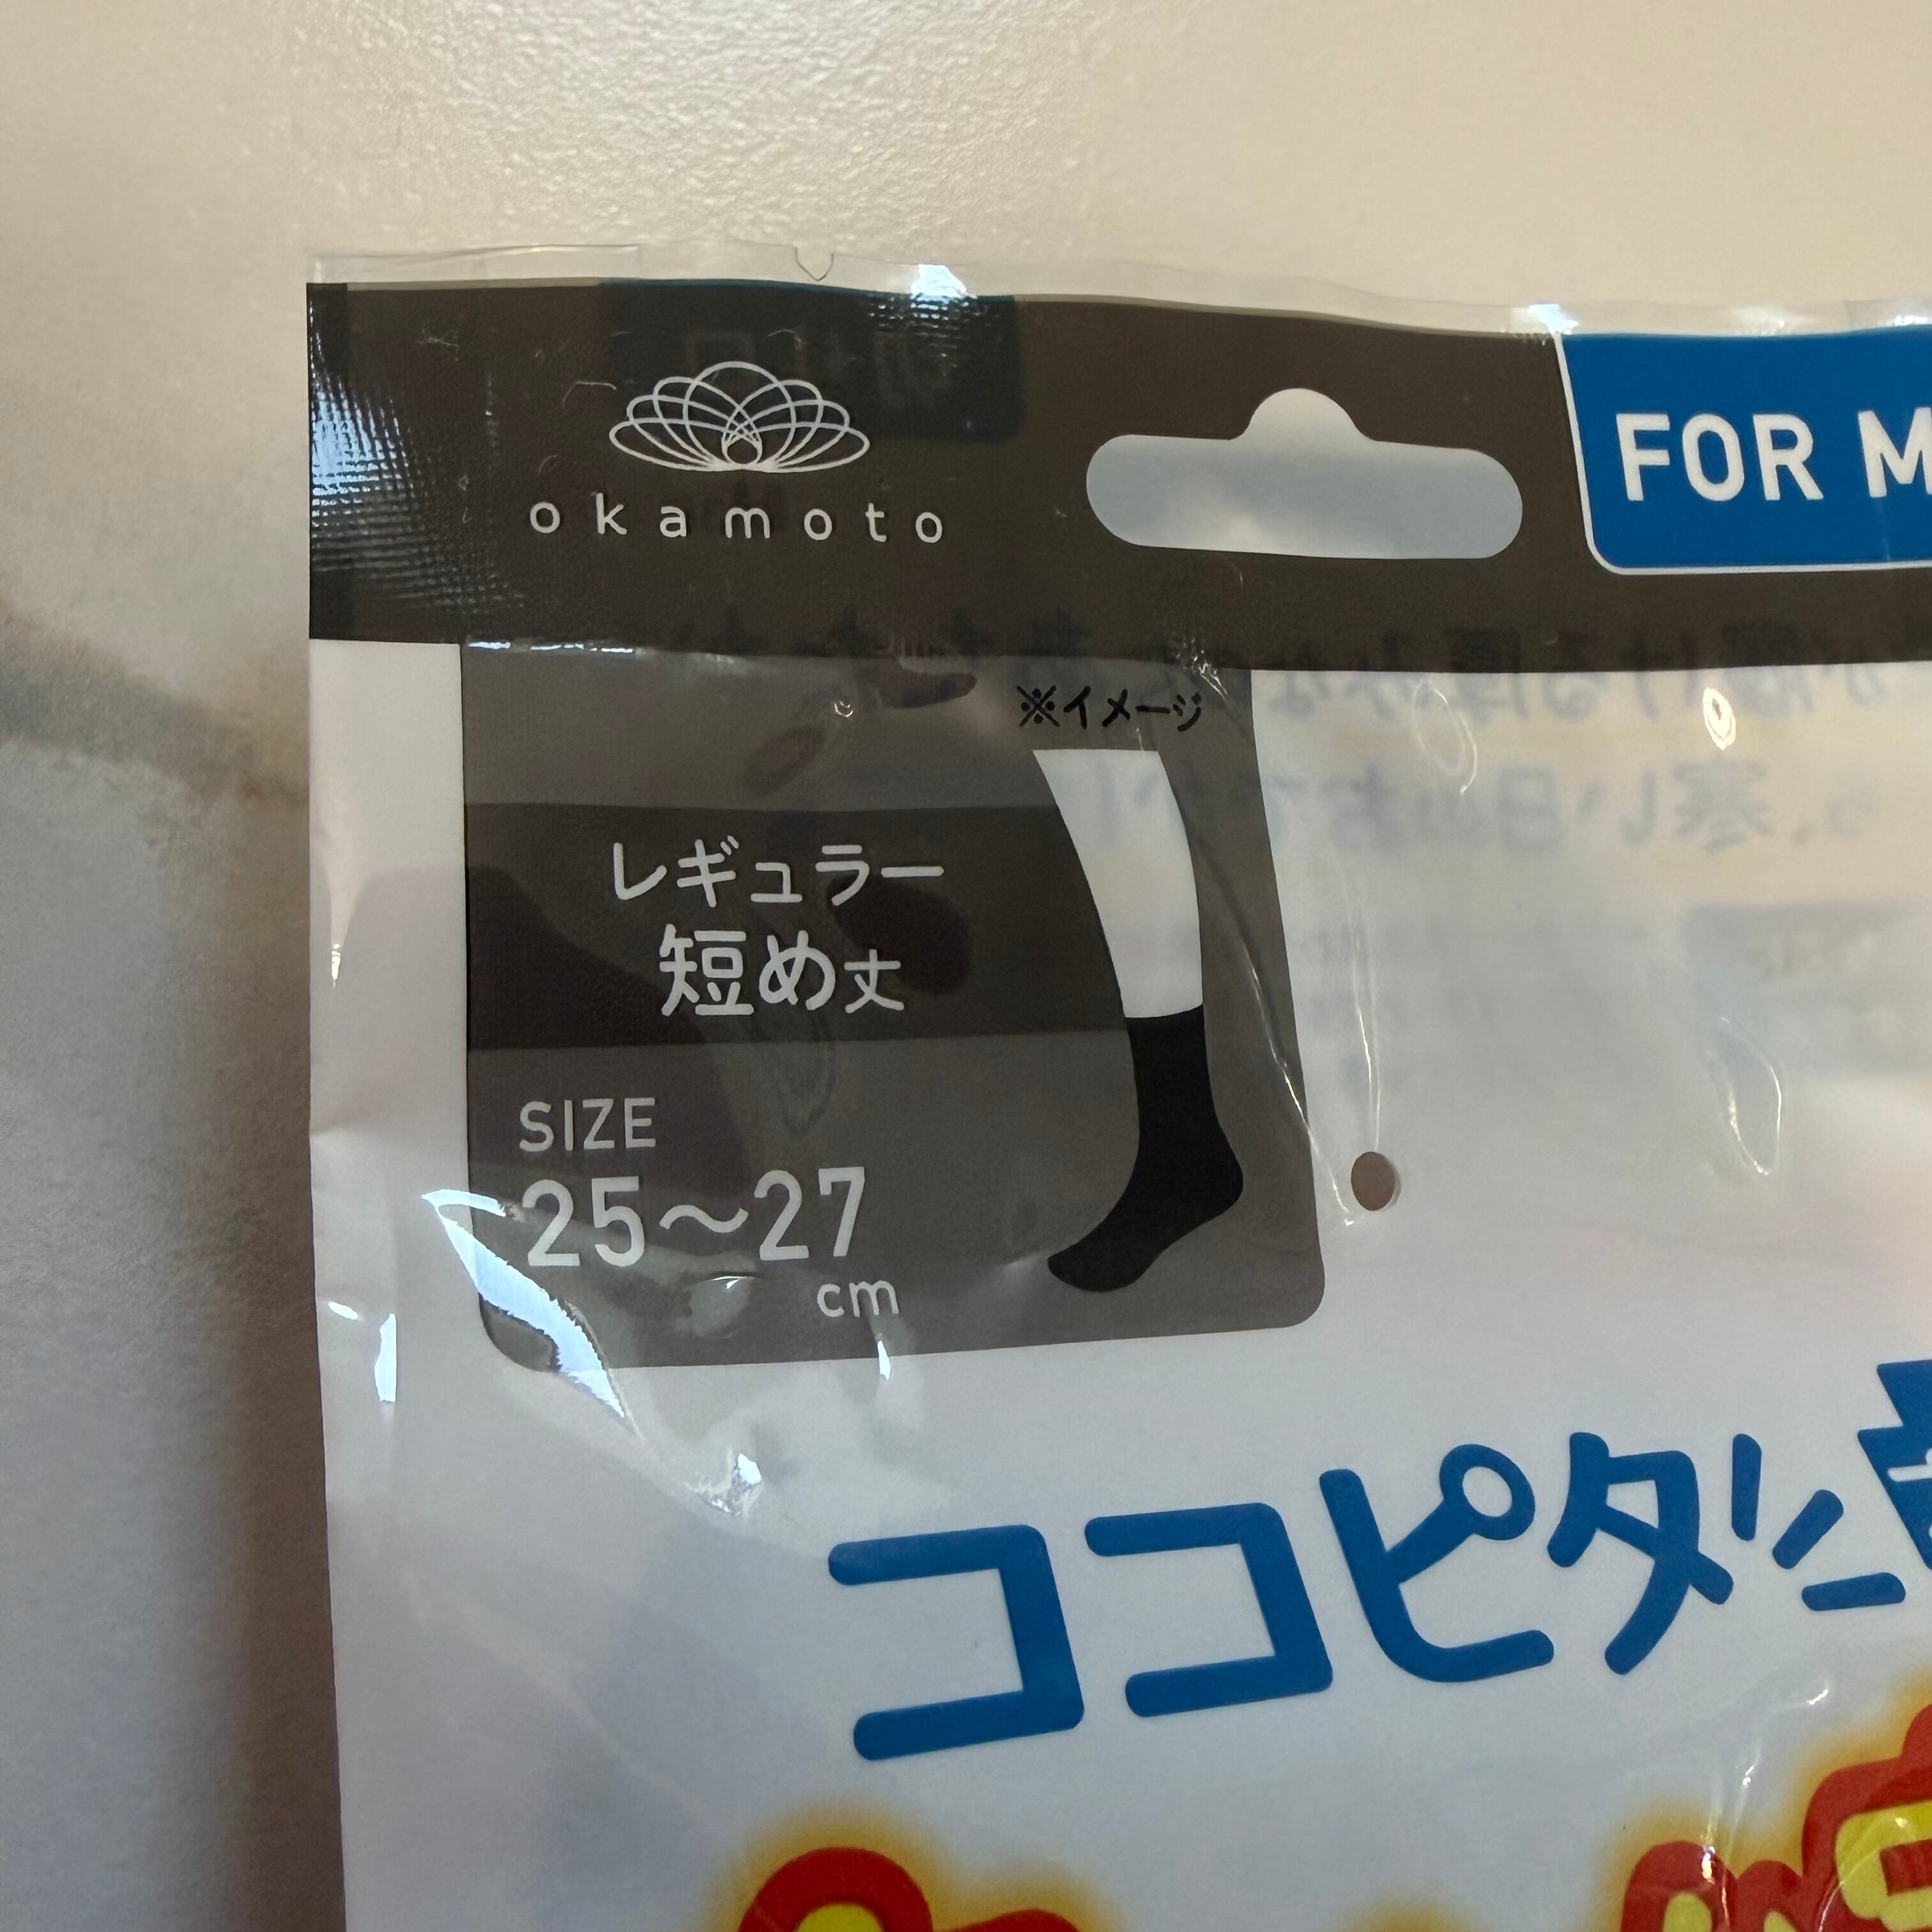 okamoto
FOR M
※イメージ
レギュラー
短め丈
SIZE
25～27
cm
ココピタッ